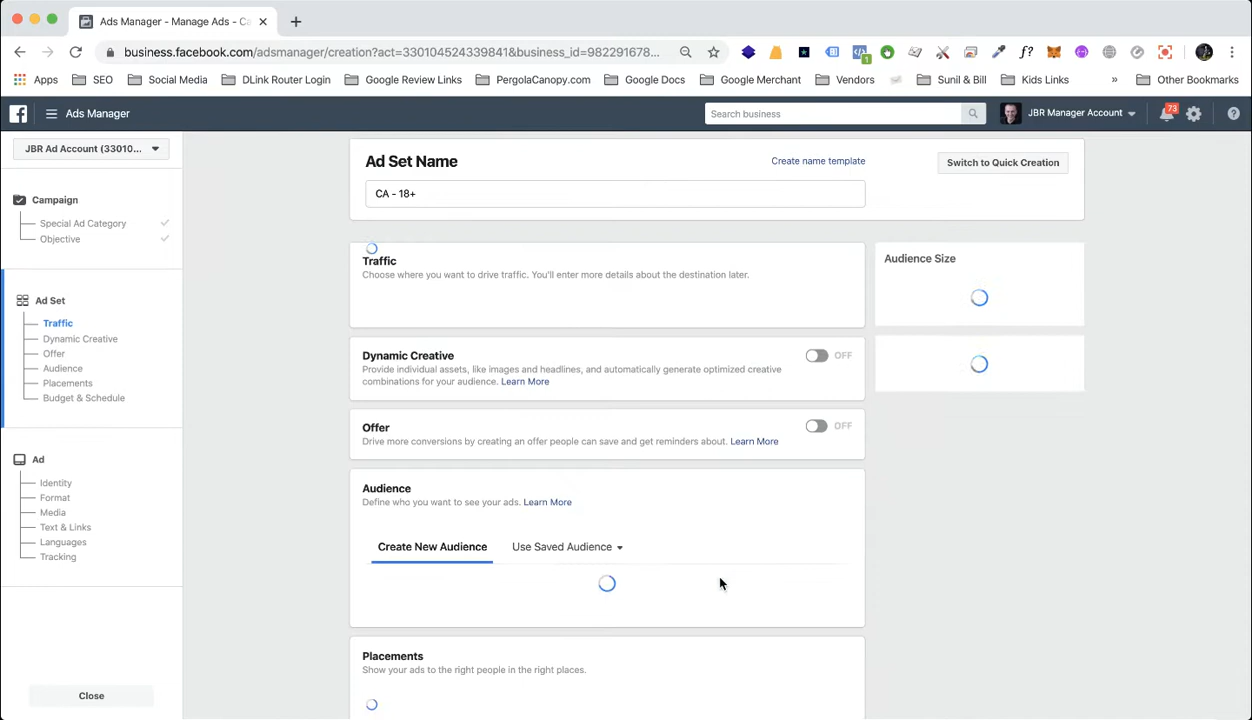 Ads Manager - Manage Ads - Ca
business.facebook.com/adsmanager/creation?act=330104524339841&business_id=982291678...
f?
1
Apps
SEO
Social Media
DLink Router Login
Google Review Links
PergolaCanopy.com
Google Docs
Google Merchant
Vendors
Sunil & Bill
Kids Links
»
Other Bookmarks
Ads Manager
Search business
JBR Manager Account
73
JBR Ad Account (33010...
Campaign
Special Ad Category
Objective
Ad Set
Traffic
Dynamic Creative
Offer
Audience
Placements
Budget & Schedule
Ad
Identity
Format
Media
Text & Links
Languages
Tracking
Close
Ad Set Name
Create name template
Switch to Quick Creation
CA - 18+
Traffic
Choose where you want to drive traffic. You'll enter more details about the destination later.
Audience Size
Dynamic Creative
OFF
Provide individual assets, like images and headlines, and automatically generate optimized creative
combinations for your audience. Learn More
Offer
OFF
Drive more conversions by creating an offer people can save and get reminders about. Learn More
Audience
Define who you want to see your ads. Learn More
Create New Audience
Use Saved Audience
Placements
Show your ads to the right people in the right places.